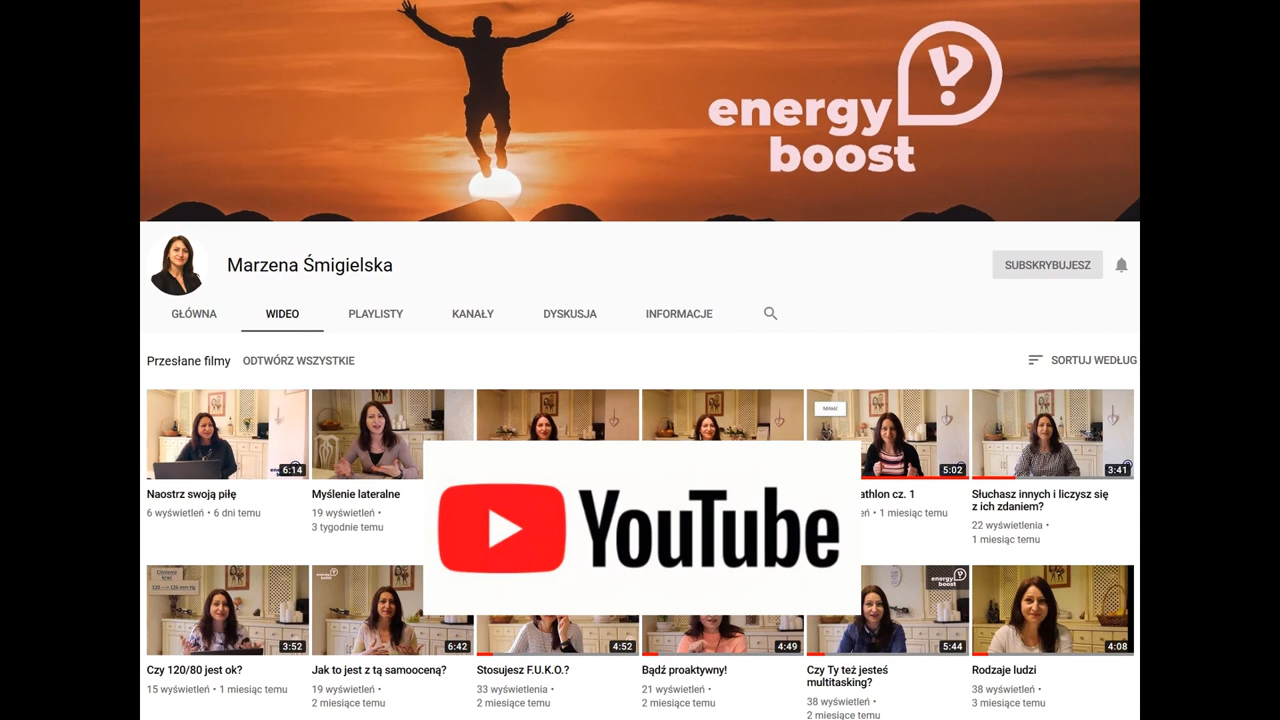 energy
boost
Marzena Śmigielska
SUBSKRYBUJESZ
GŁÓWNA WIDEO PLAYLISTY KANAŁY DYSKUSJA INFORMACJE
Przesłane filmy ODTWÓRZ WSZYSTKIE SORTUJ WEDŁUG
Miłość
6:14 5:02 3:41
Naostrz swoją piłę
6 wyświetleń • 6 dni temu
Myślenie lateralne
19 wyświetleń •
3 tygodnie temu
athlon cz. 1
eń • 1 miesiąc temu
Słuchasz innych i liczysz się
z ich zdaniem?
22 wyświetlenia •
1 miesiąc temu
YouTube
Ciśnienie
krwi
energy
boost
3:52 6:42 4:52 4:49 5:44 4:08
Czy 120/80 jest ok?
15 wyświetleń • 1 miesiąc temu
Jak to jest z tą samooceną?
19 wyświetleń •
2 miesiące temu
Stosujesz F.U.K.O.?
33 wyświetlenia •
2 miesiące temu
Bądź proaktywny!
21 wyświetleń •
2 miesiące temu
Czy Ty też jesteś
multitasking?
38 wyświetleń •
2 miesiące temu
Rodzaje ludzi
38 wyświetleń •
3 miesiące temu